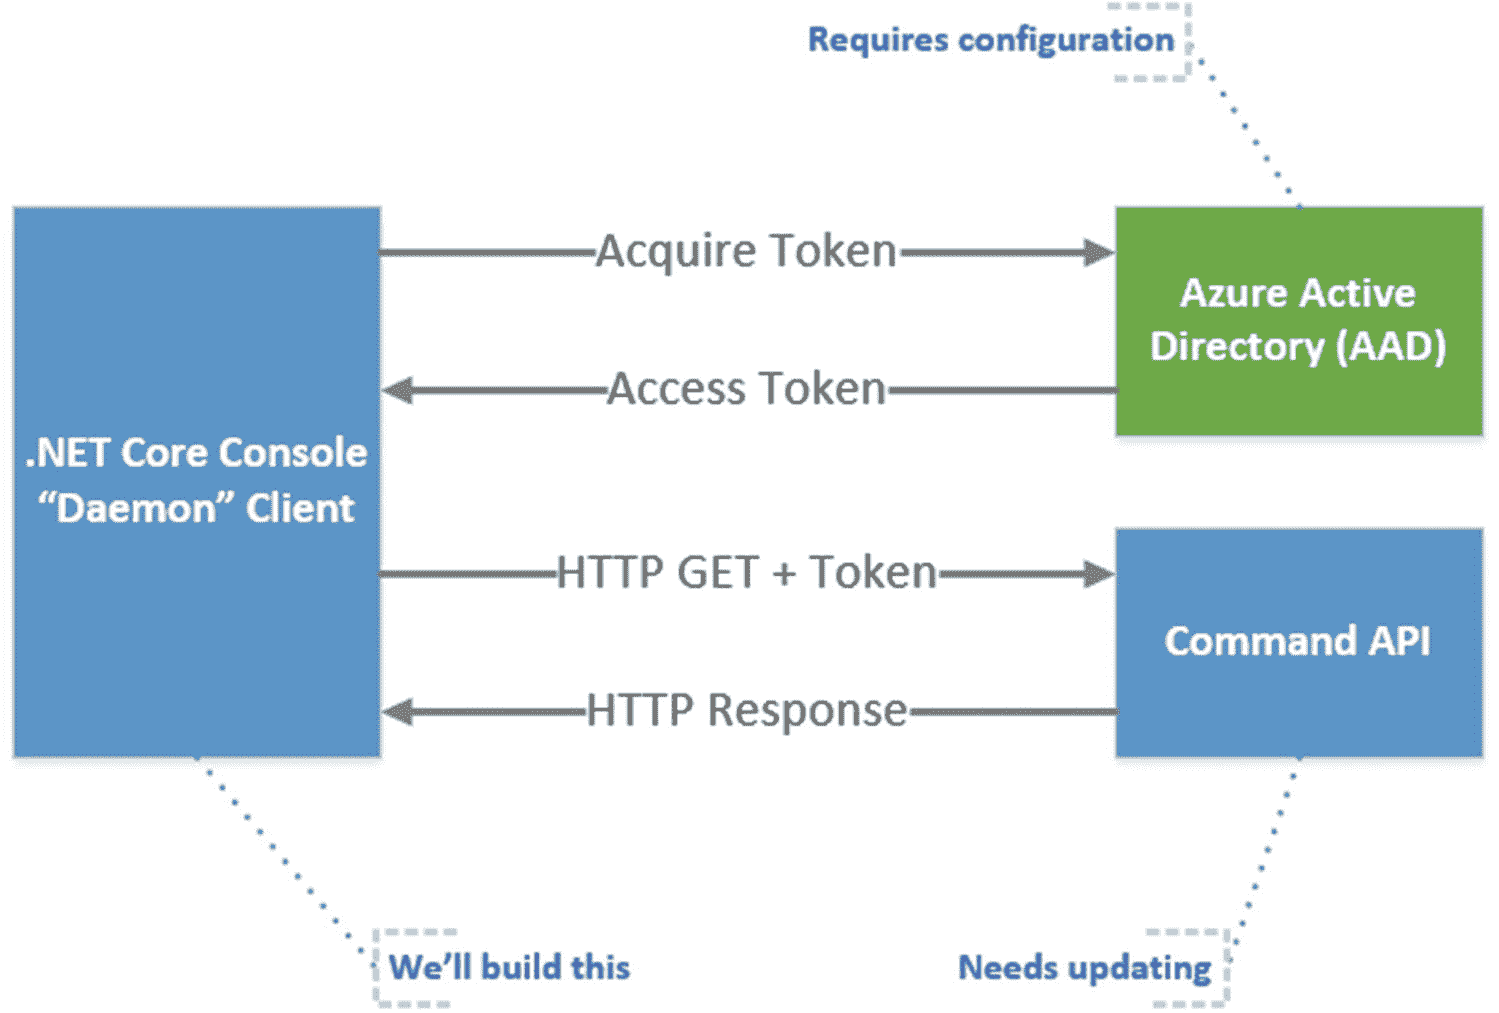 Requires configuration
Acquire Token
Azure Active
Directory (AAD)
Access Token
.NET Core Console
“Daemon” Client
HTTP GET + Token
Command API
HTTP Response
We’ll build this
Needs updating